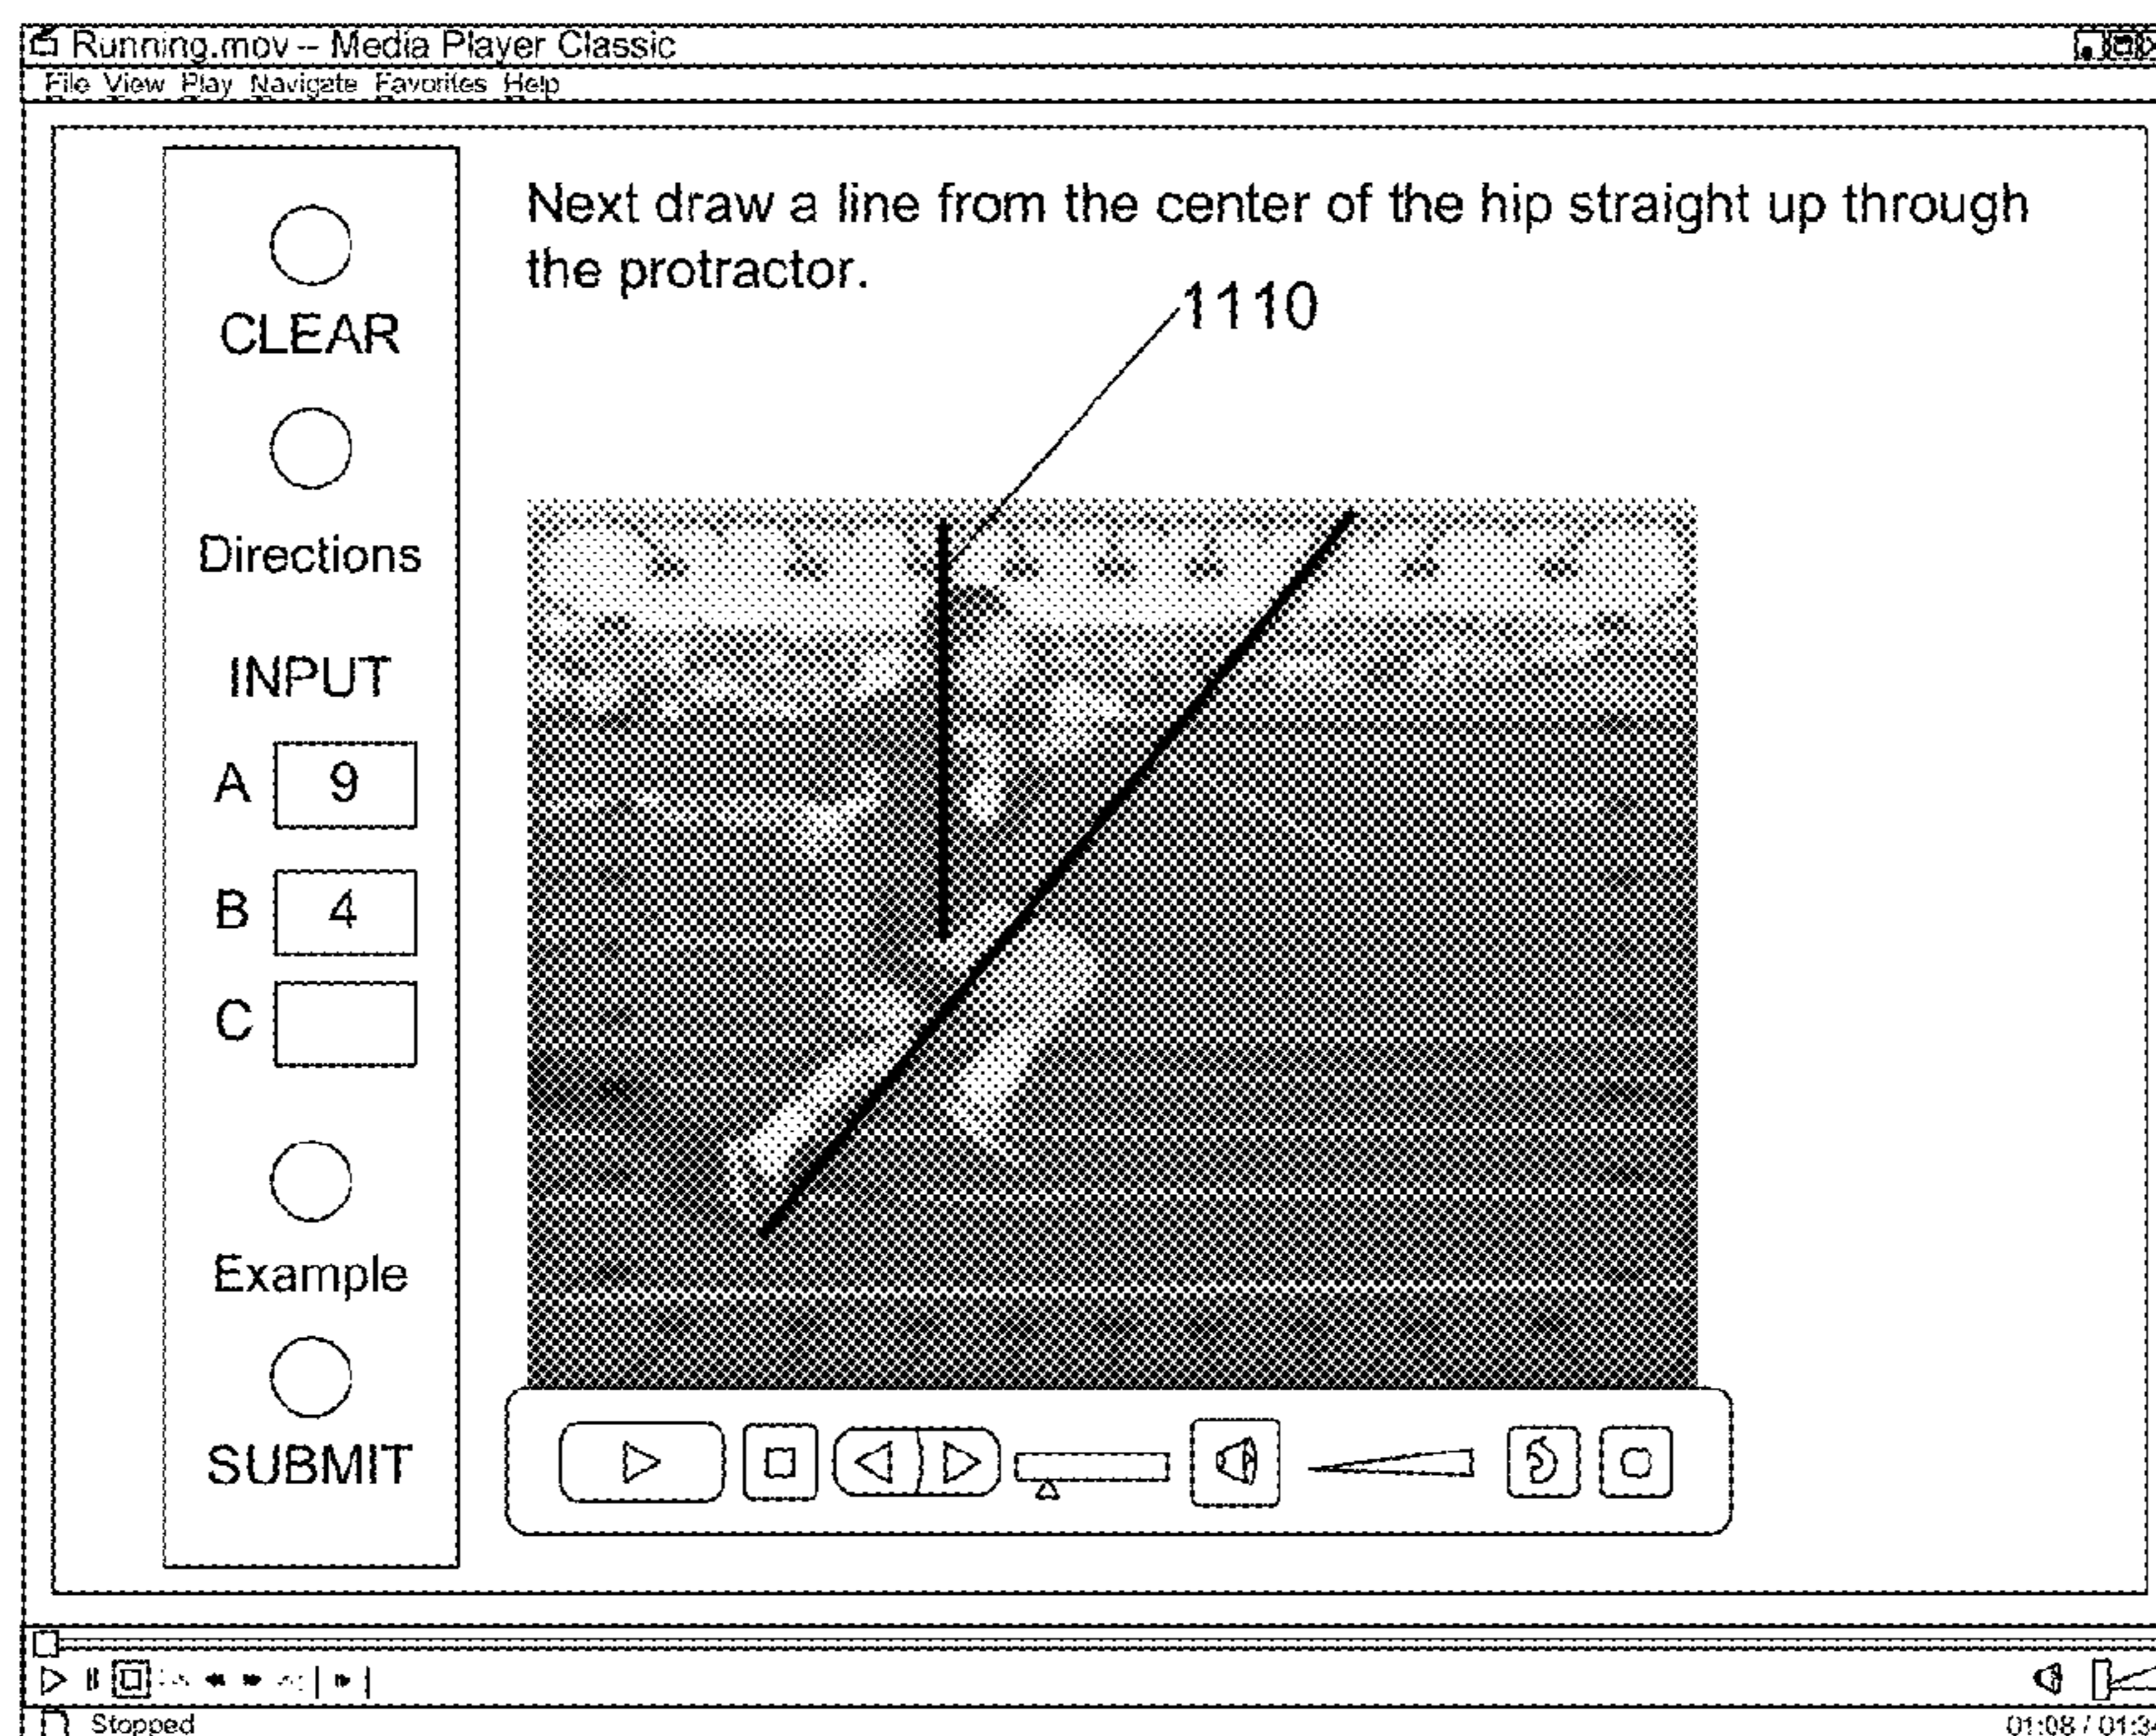 Running.mov -- Media Player Classic
File View Play Navigate Favorites Help
Next draw a line from the center of the hip straight up through
the protractor.
1110
CLEAR
Directions
INPUT
A 9
B 4
C
Example
SUBMIT
Stopped
01:08 / 01:3